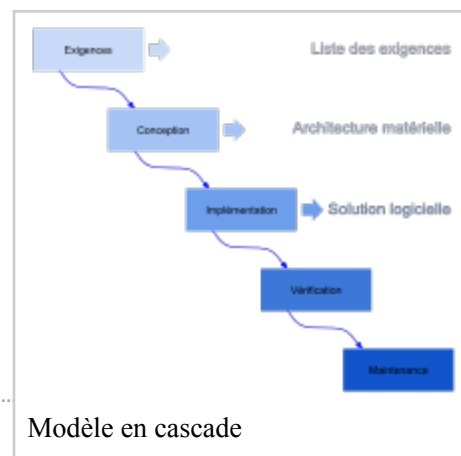 Exigences
Liste des exigences
Conception
Architecture matérielle
Implémentation
Solution logicielle
Vérification
Maintenance
Modèle en cascade